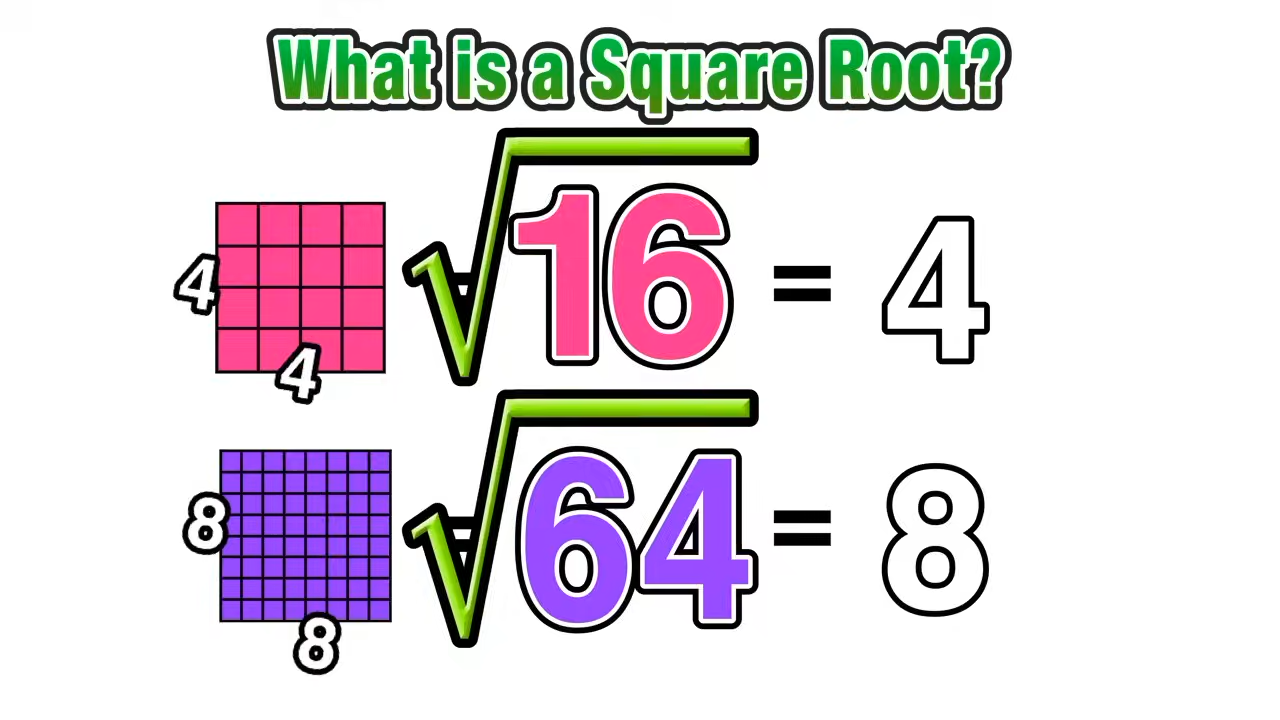 What is a Square Root?
4
4
√16 = 4
8
8
√64 = 8